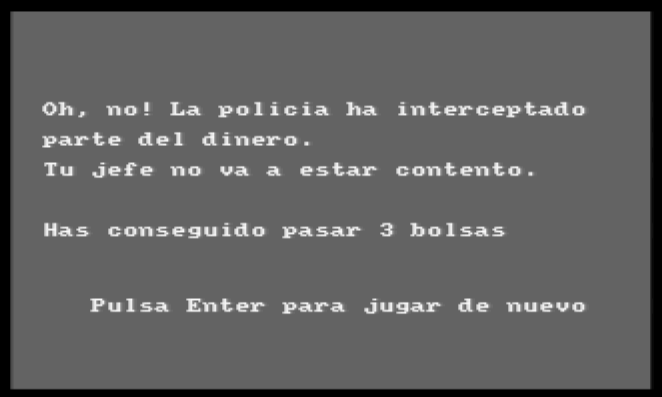 Oh, no! La policia ha interceptado
parte del dinero.
Tu jefe no va a estar contento.
Has conseguido pasar 3 bolsas
Pulsa Enter para jugar de nuevo